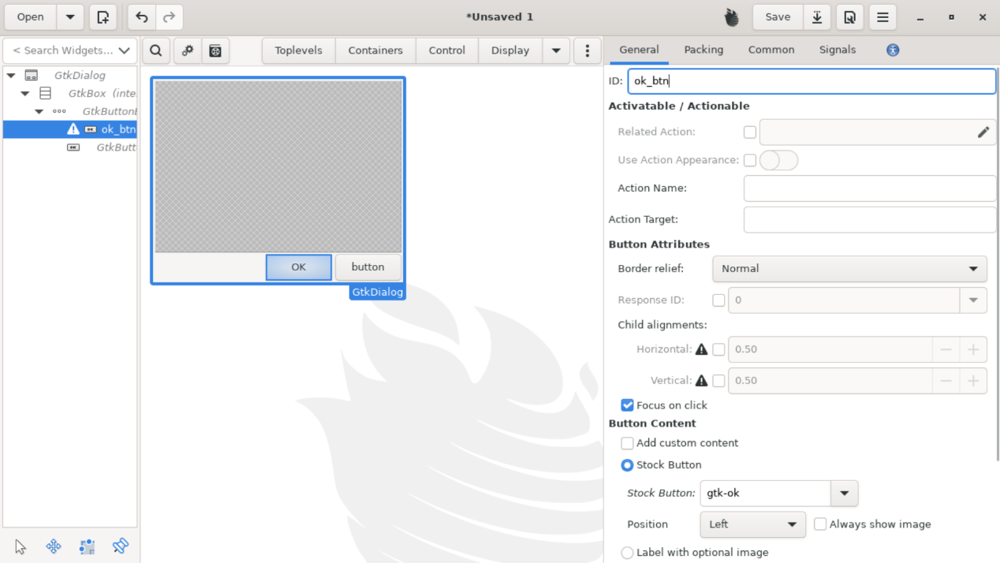 Open
*Unsaved 1
Save
< Search Widgets...
Toplevels
Containers
Control
Display
General
Packing
Common
Signals
GtkDialog
GtkBox (inte
GtkButtonB
ok_btn
GtkButt
OK
button
GtkDialog
ID: ok_btn
Activatable / Actionable
Related Action:
Use Action Appearance:
Action Name:
Action Target:
Button Attributes
Border relief: Normal
Response ID: 0
Child alignments:
Horizontal: 0.50
Vertical: 0.50
Focus on click
Button Content
Add custom content
Stock Button
Stock Button: gtk-ok
Position Left Always show image
Label with optional image